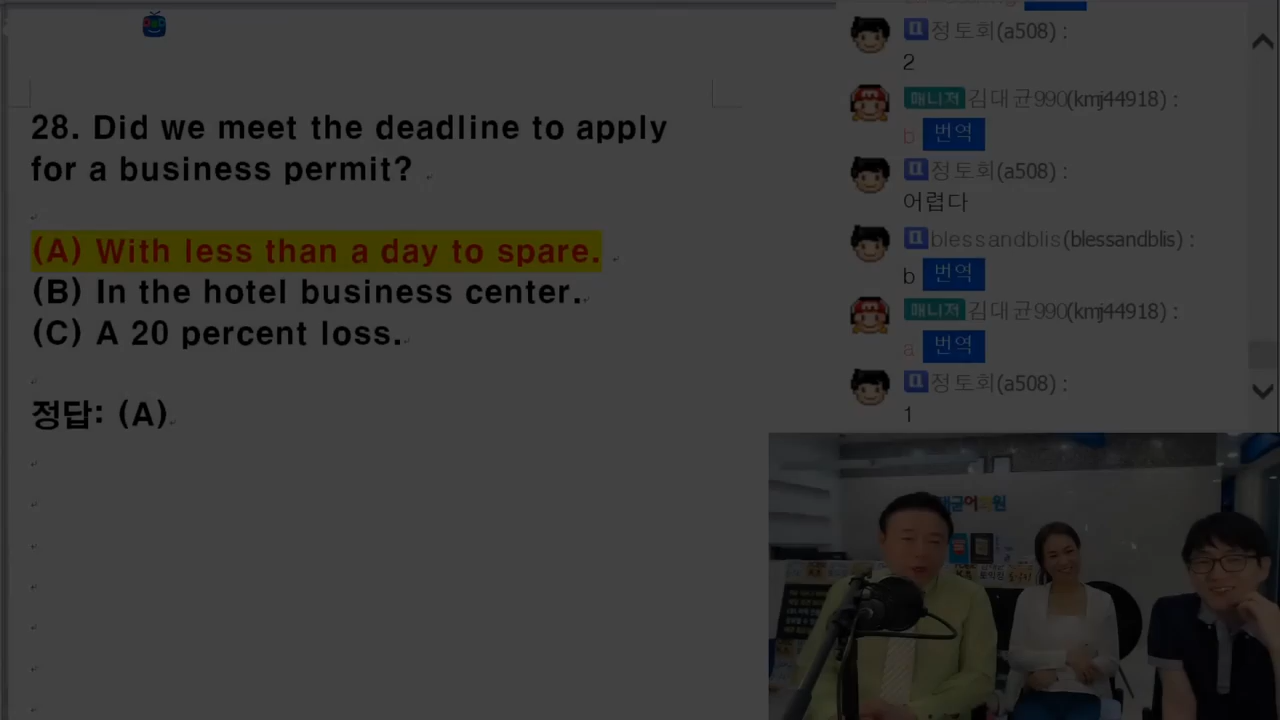 28. Did we meet the deadline to apply
for a business permit?
(A) With less than a day to spare.
(B) In the hotel business center.
(C) A 20 percent loss.
정답: (A)
정토회(a508) :
2
매니저 김대균990(kmj44918) :
b 번역
정토회(a508) :
어렵다
blessandblis(blessandblis) :
b 번역
매니저 김대균990(kmj44918) :
a 번역
정토회(a508) :
1